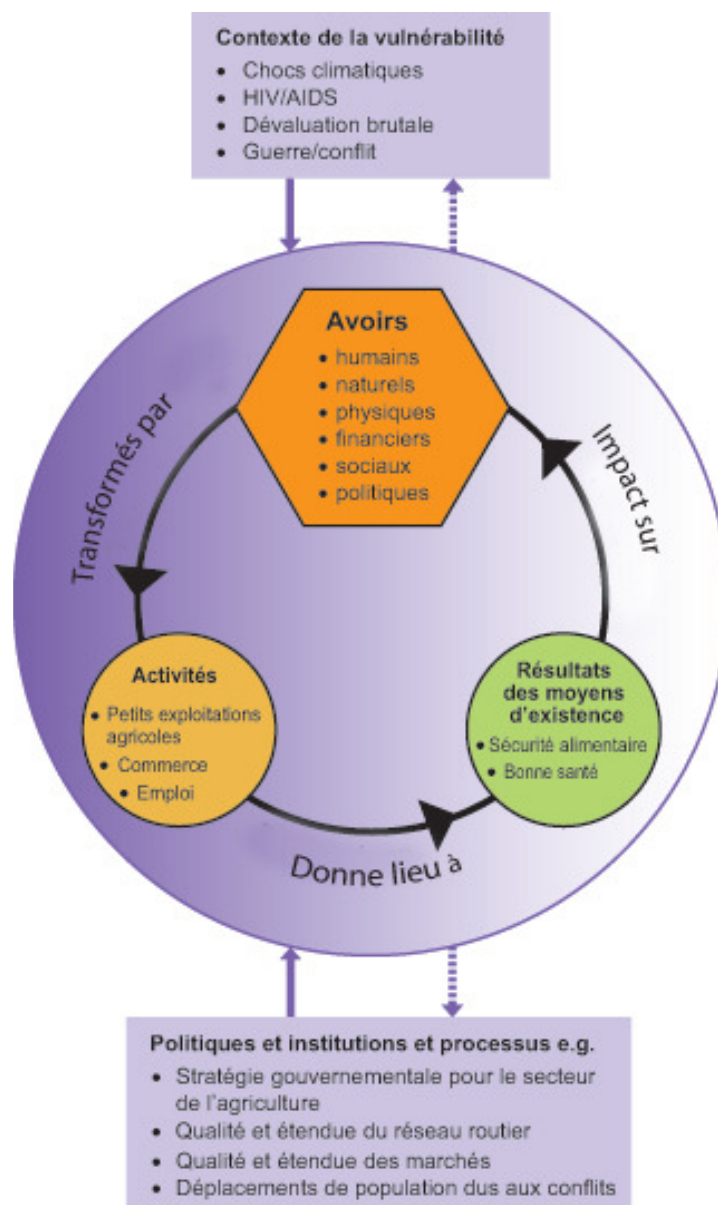 Contexte de la vulnérabilité
• Chocs climatiques
• HIV/AIDS
• Dévaluation brutale
• Guerre/conflit
Avoirs
• humains
• naturels
• physiques
• financiers
• sociaux
• politiques
Transformés par
Impact sur
Activités
• Petits exploitations
agricoles
• Commerce
• Emploi
Résultats
des moyens
d'existence
• Sécurité alimentaire
• Bonne santé
Donne lieu à
Politiques et institutions et processus e.g.
• Stratégie gouvernementale pour le secteur
de l'agriculture
• Qualité et étendue du réseau routier
• Qualité et étendue des marchés
• Déplacements de population dus aux conflits